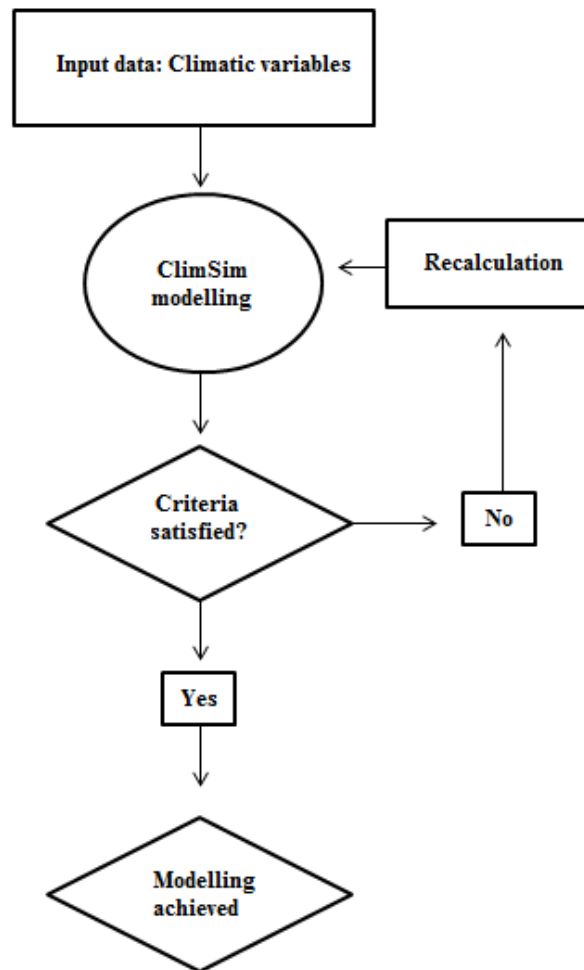 Input data: Climatic variables
ClimSim
modelling
Recalculation
Criteria
satisfied?
No
Yes
Modelling
achieved